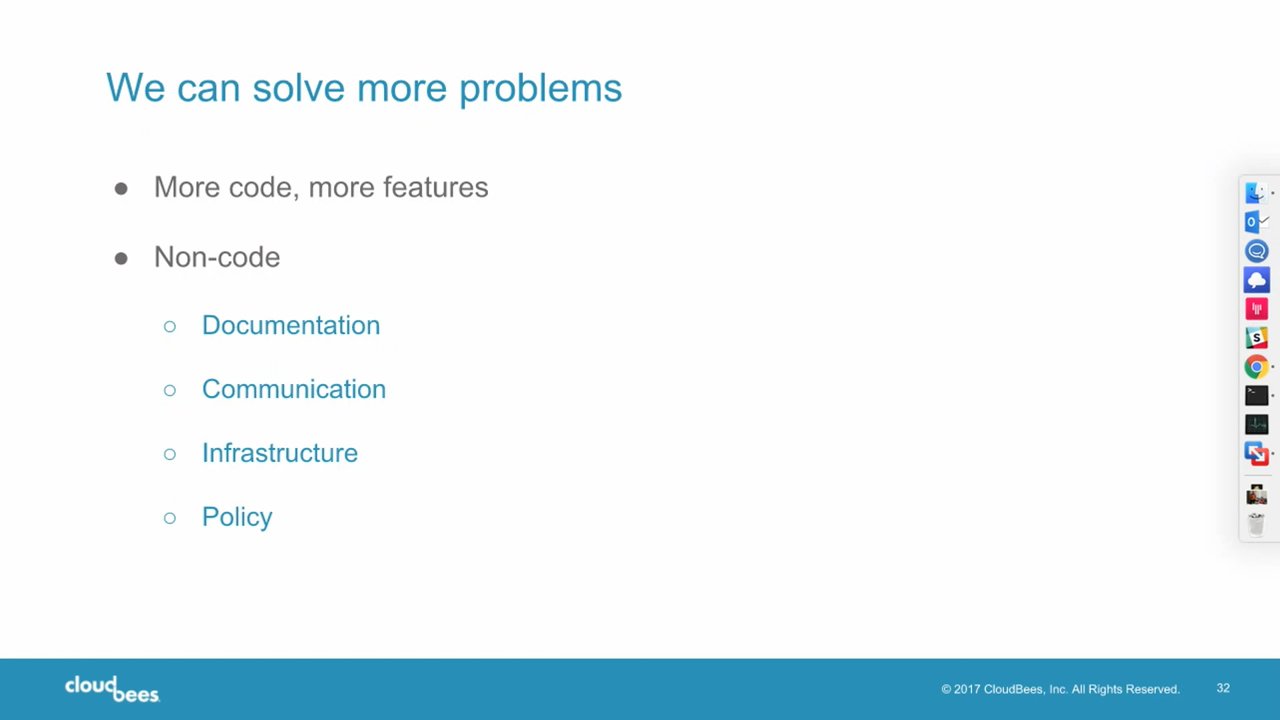 We can solve more problems
● More code, more features
● Non-code
○ Documentation
○ Communication
○ Infrastructure
○ Policy
cloudbees
© 2017 CloudBees, Inc. All Rights Reserved. 32